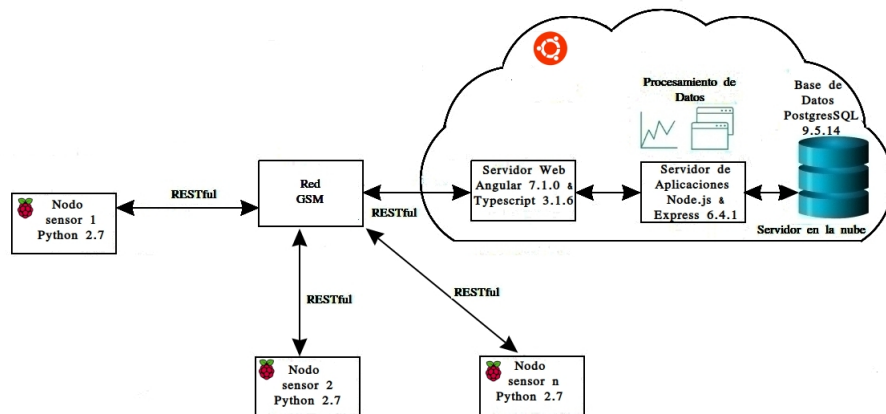 Procesamiento de
Datos
Base de
Datos
PostgresSQL
9.5.14
Servidor Web
Angular 7.1.0 &
Typescript 3.1.6
Servidor de
Aplicaciones
Node.js &
Express 6.4.1
Servidor en la nube
Red
GSM
RESTful
RESTful
Nodo
sensor 1
Python 2.7
RESTful
RESTful
Nodo
sensor 2
Python 2.7
Nodo
sensor n
Python 2.7